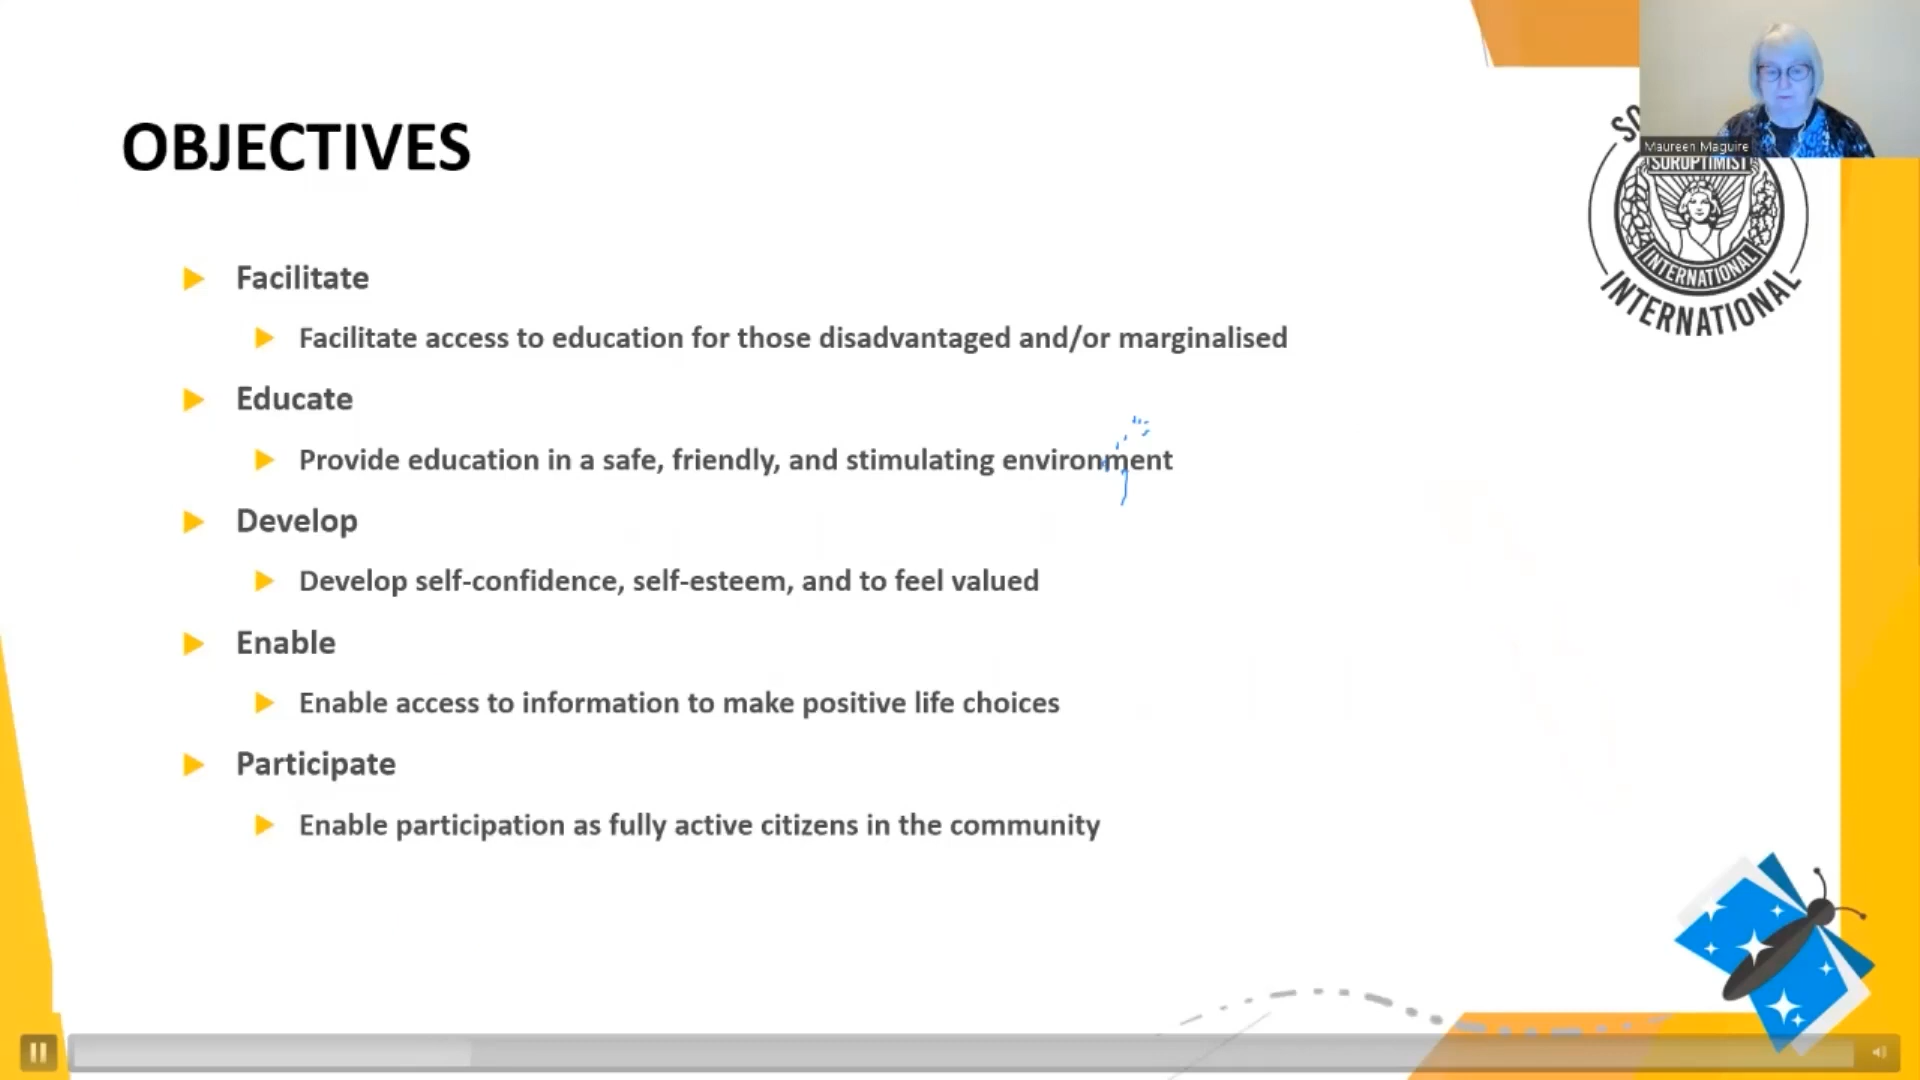 Maureen Maguire
SOROPTIMIST
INTERNATIONAL
INTERNATIONAL
OBJECTIVES
Facilitate
Facilitate access to education for those disadvantaged and/or marginalised
Educate
Provide education in a safe, friendly, and stimulating environment
Develop
Develop self-confidence, self-esteem, and to feel valued
Enable
Enable access to information to make positive life choices
Participate
Enable participation as fully active citizens in the community